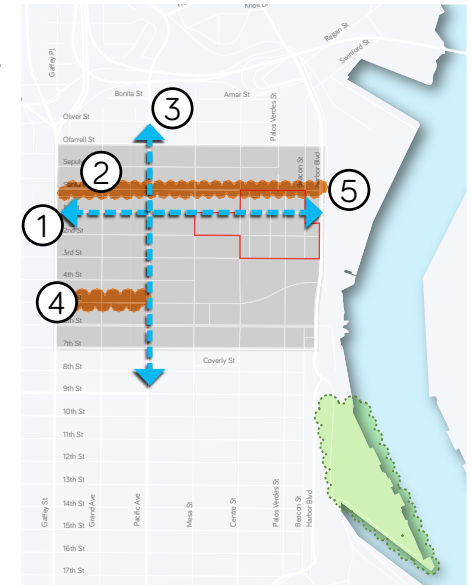 Knoll Dr
Regan St
Swinford St
Gaffey Pl
Bonita St
Amar St
3
Oliver St
Palos Verdes St
Ofarrell St
Beacon St
Harbor Blvd
2
5
1
2nd St
3rd St
4th St
4
7th St
Coverly St
8th St
9th St
10th St
11th St
12th St
13th St
14th St
15th St
16th St
17th St
Gaffey St
Grand Ave
Pacific Ave
Mesa St
Centre St
Palos Verdes St
Beacon St
Harbor Blvd